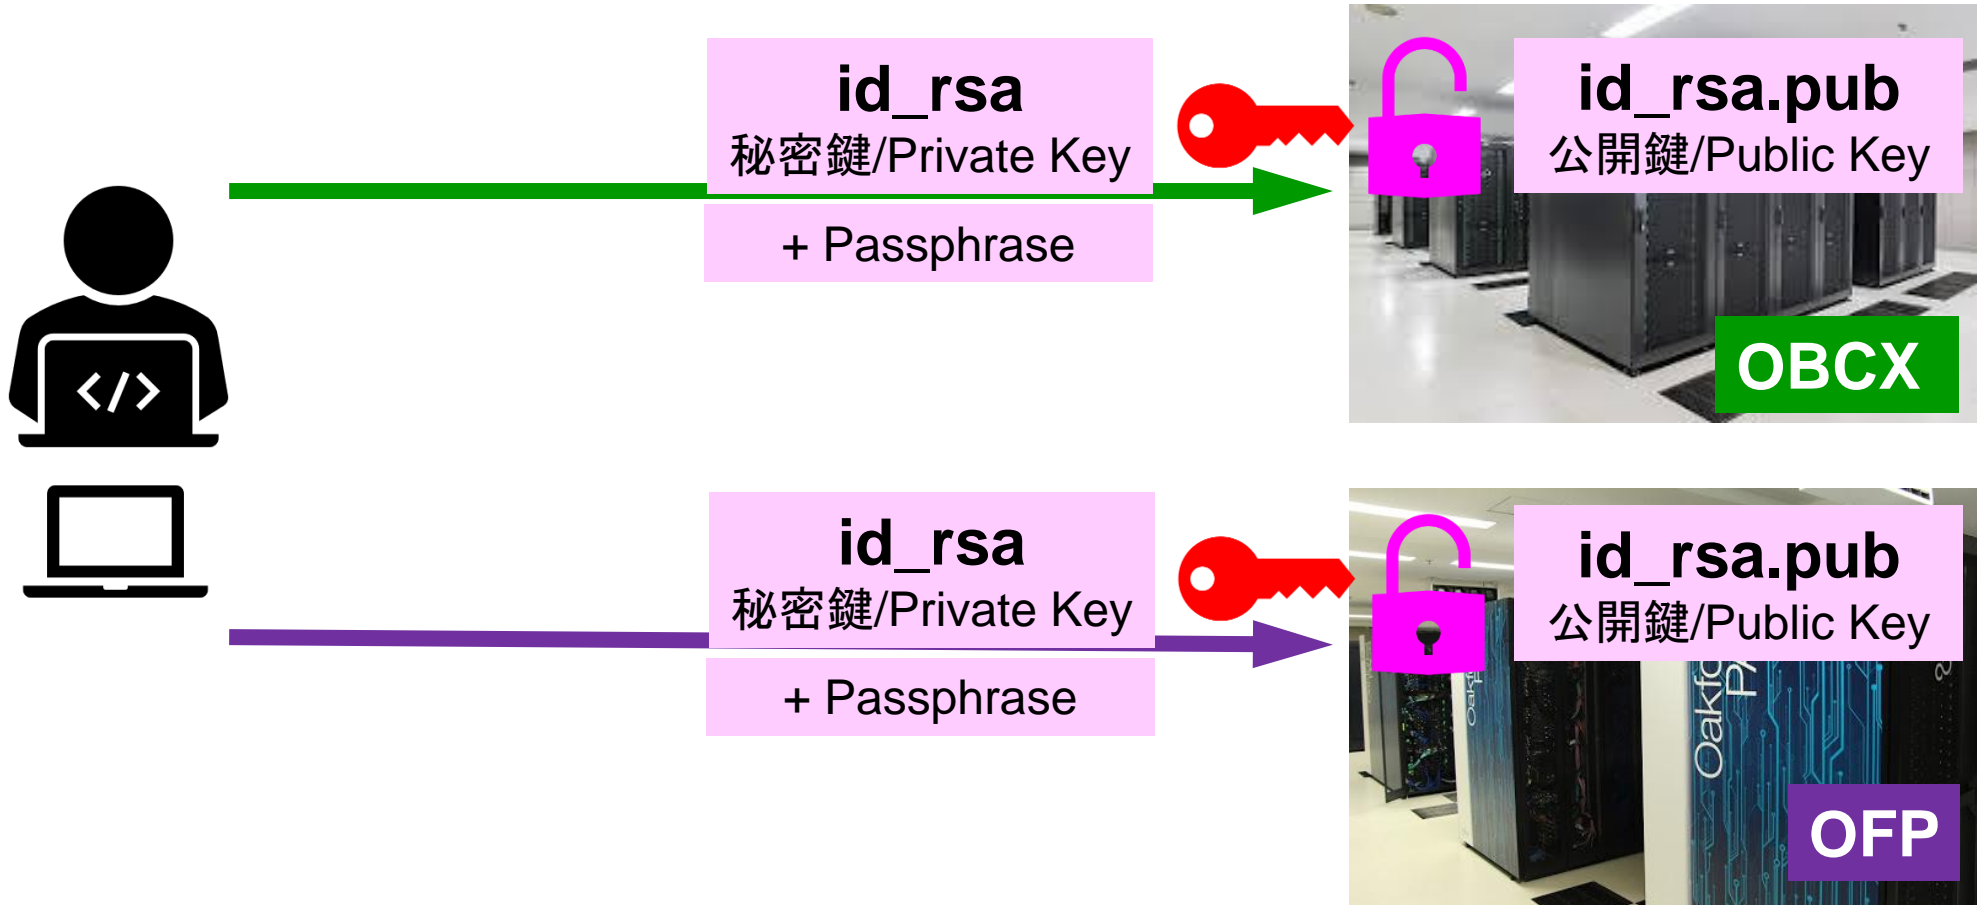 id_rsa
秘密鍵/Private Key
+ Passphrase
id_rsa.pub
公開鍵/Public Key
OBCX
</>
id_rsa
秘密鍵/Private Key
+ Passphrase
id_rsa.pub
公開鍵/Public Key
OFP